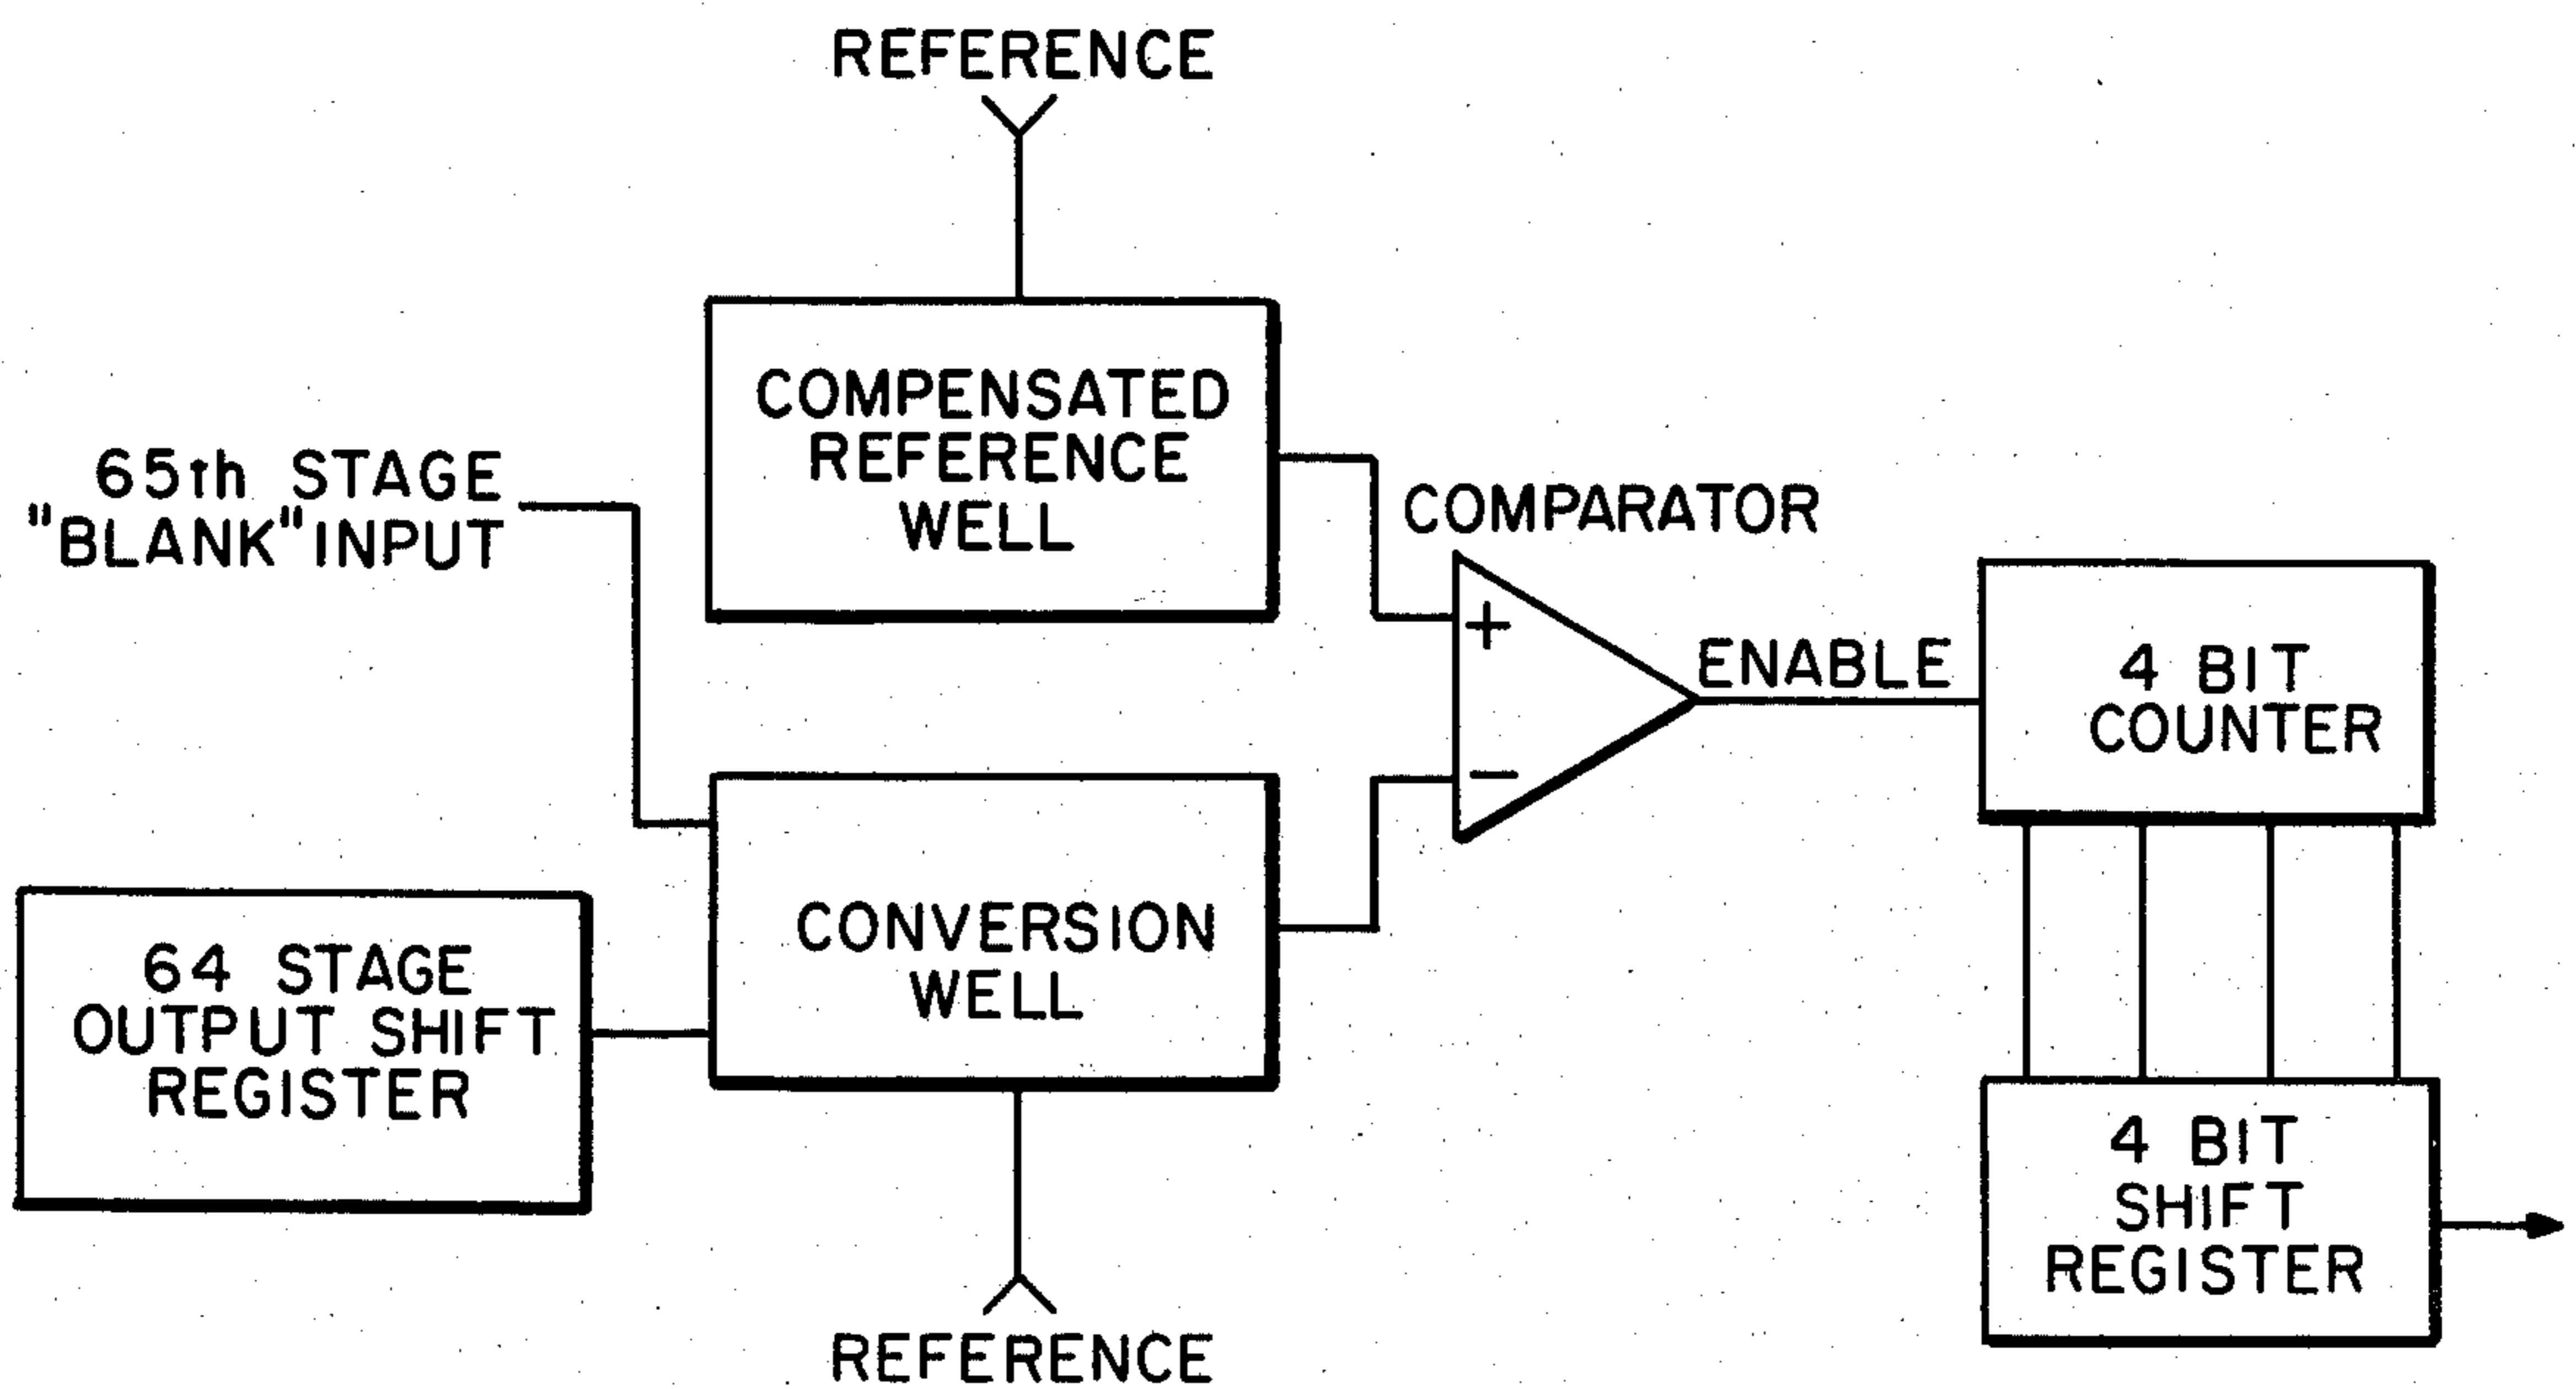 REFERENCE
COMPENSATED
REFERENCE
WELL
65th STAGE
"BLANK" INPUT
COMPARATOR
+
−
ENABLE
4 BIT
COUNTER
CONVERSION
WELL
64 STAGE
OUTPUT SHIFT
REGISTER
4 BIT
SHIFT
REGISTER
REFERENCE